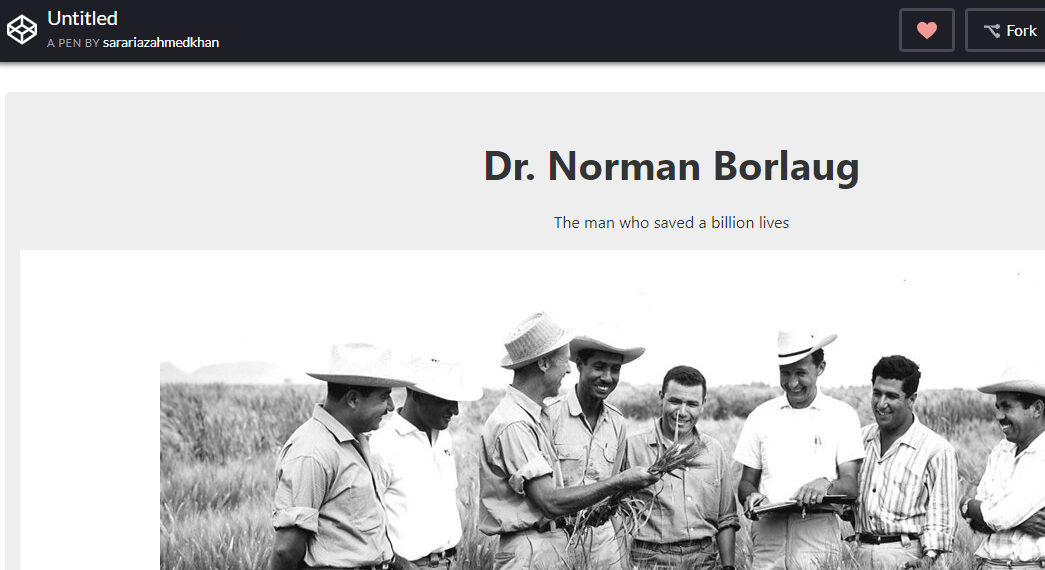 Untitled
A PEN BY sarariazahmedkhan
Fork
Dr. Norman Borlaug
The man who saved a billion lives